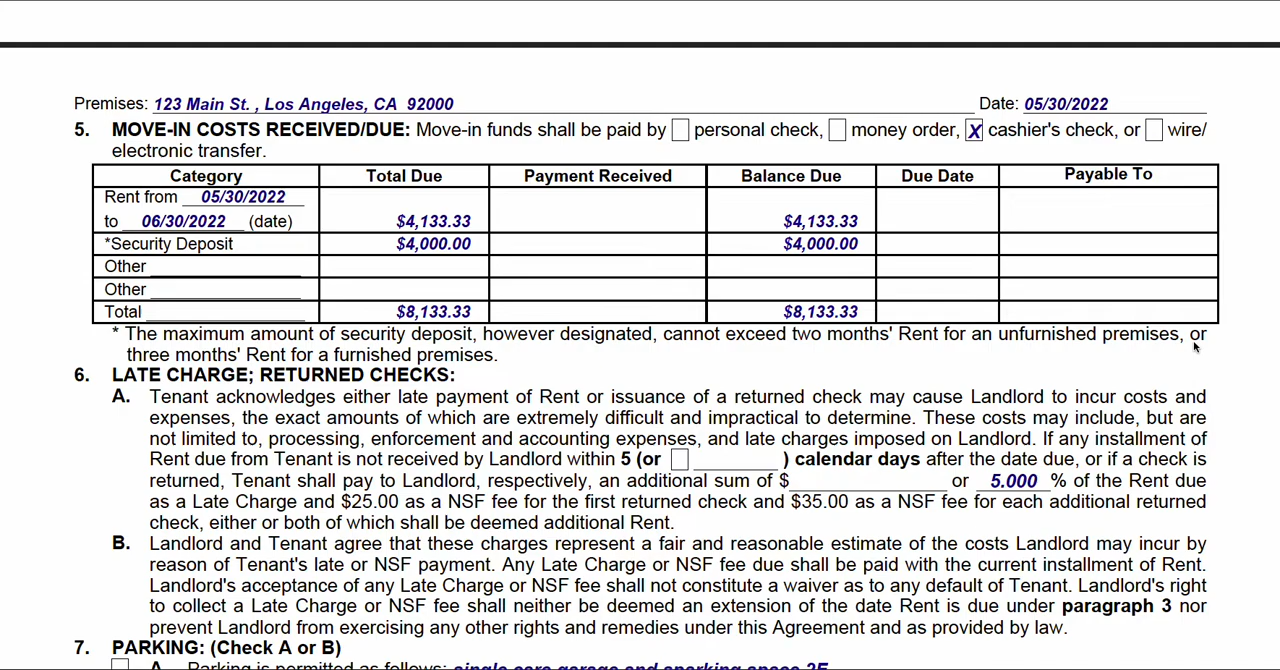 Premises: 123 Main St. , Los Angeles, CA 92000 Date: 05/30/2022
5. MOVE-IN COSTS RECEIVED/DUE: Move-in funds shall be paid by personal check, money order, X cashier's check, or wire/
electronic transfer.
Category Total Due Payment Received Balance Due Due Date Payable To
Rent from 05/30/2022
to 06/30/2022 (date) $4,133.33 $4,133.33
*Security Deposit $4,000.00 $4,000.00
Other
Other
Total $8,133.33 $8,133.33
* The maximum amount of security deposit, however designated, cannot exceed two months' Rent for an unfurnished premises, or
three months' Rent for a furnished premises.
6. LATE CHARGE; RETURNED CHECKS:
A. Tenant acknowledges either late payment of Rent or issuance of a returned check may cause Landlord to incur costs and
expenses, the exact amounts of which are extremely difficult and impractical to determine. These costs may include, but are
not limited to, processing, enforcement and accounting expenses, and late charges imposed on Landlord. If any installment of
Rent due from Tenant is not received by Landlord within 5 (or ) calendar days after the date due, or if a check is
returned, Tenant shall pay to Landlord, respectively, an additional sum of $ or 5.000 % of the Rent due
as a Late Charge and $25.00 as a NSF fee for the first returned check and $35.00 as a NSF fee for each additional returned
check, either or both of which shall be deemed additional Rent.
B. Landlord and Tenant agree that these charges represent a fair and reasonable estimate of the costs Landlord may incur by
reason of Tenant's late or NSF payment. Any Late Charge or NSF fee due shall be paid with the current installment of Rent.
Landlord's acceptance of any Late Charge or NSF fee shall not constitute a waiver as to any default of Tenant. Landlord's right
to collect a Late Charge or NSF fee shall neither be deemed an extension of the date Rent is due under paragraph 3 nor
prevent Landlord from exercising any other rights and remedies under this Agreement and as provided by law.
7. PARKING: (Check A or B)
A. Parking is permitted as follows: single care garage and sparking space 2F